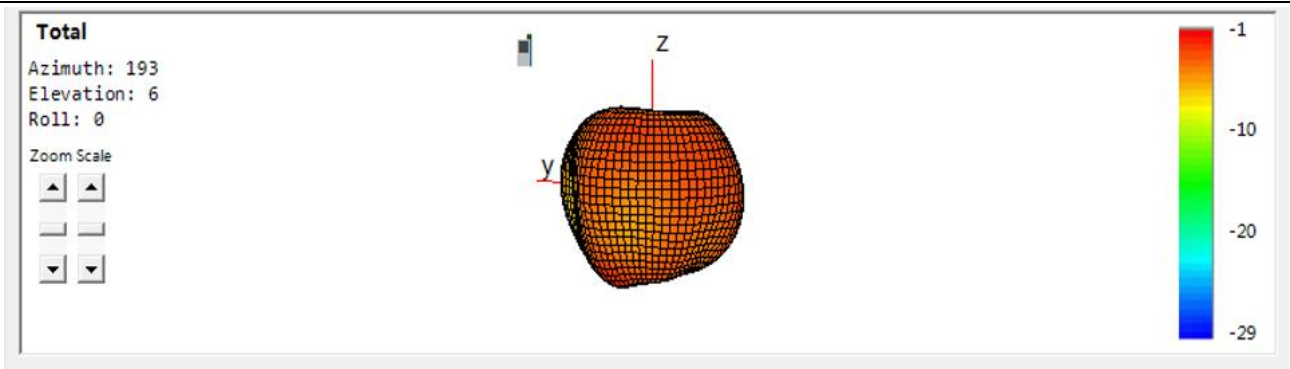 Total
Azimuth: 193
Elevation: 6
Roll: 0
Zoom Scale
z
y
-1
-10
-20
-29